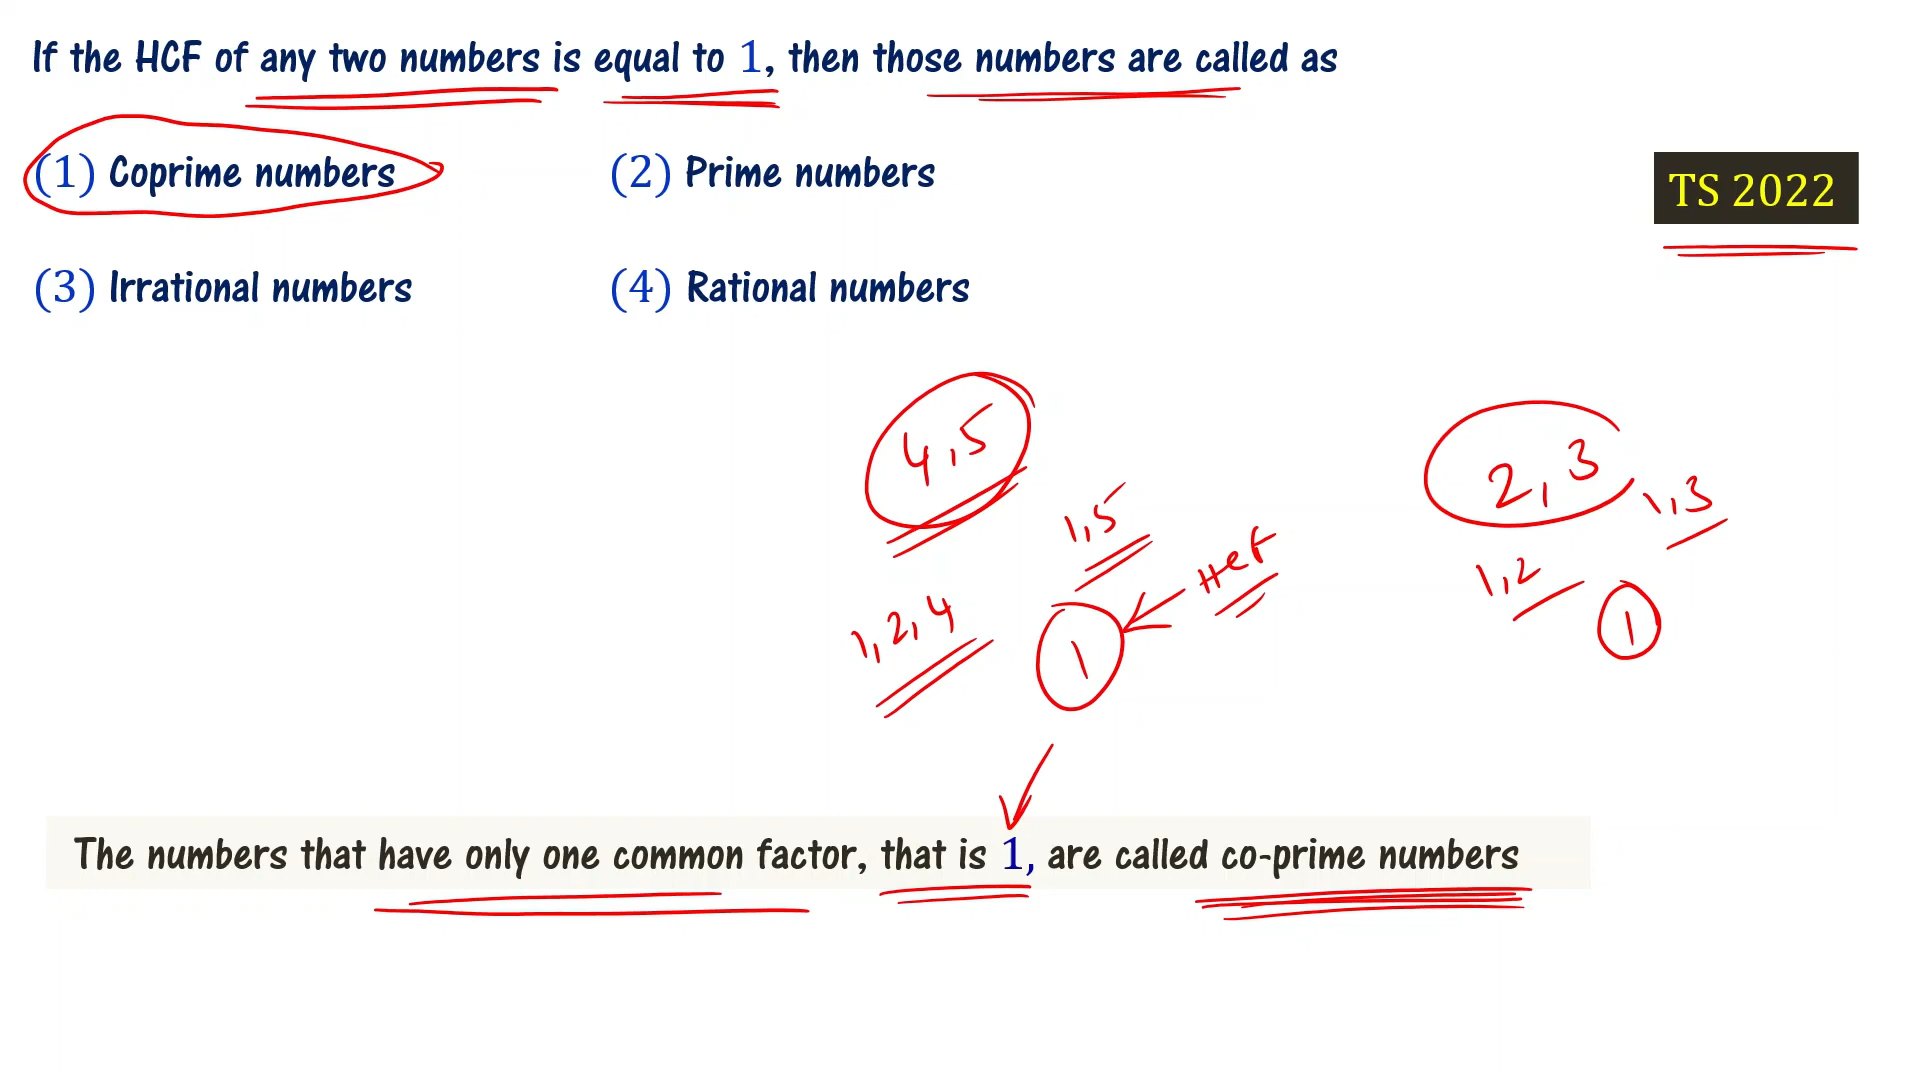 If the HCF of any two numbers is equal to 1, then those numbers are called as
(1) Coprime numbers (2) Prime numbers
TS 2022
(3) Irrational numbers (4) Rational numbers
4,5
2,3
1,5
1,3
HCF
1,2
1,2,4
1
1
The numbers that have only one common factor, that is 1, are called co-prime numbers